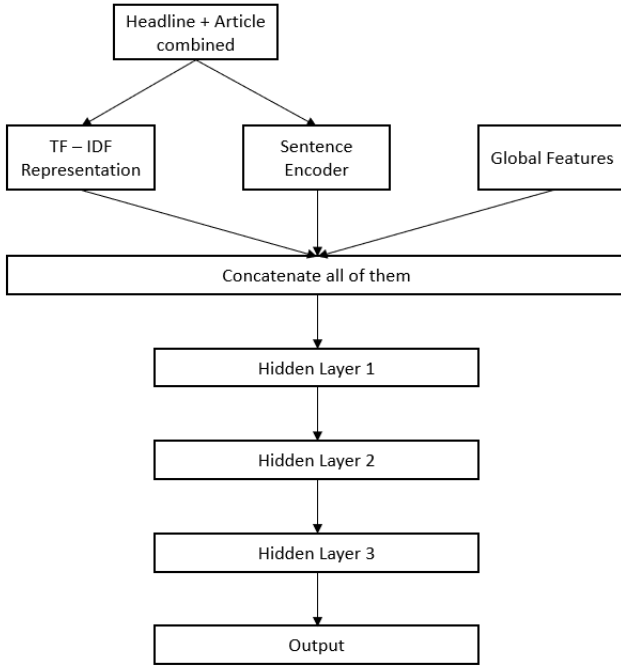 Headline + Article
combined
TF – IDF
Representation
Sentence
Encoder
Global Features
Concatenate all of them
Hidden Layer 1
Hidden Layer 2
Hidden Layer 3
Output